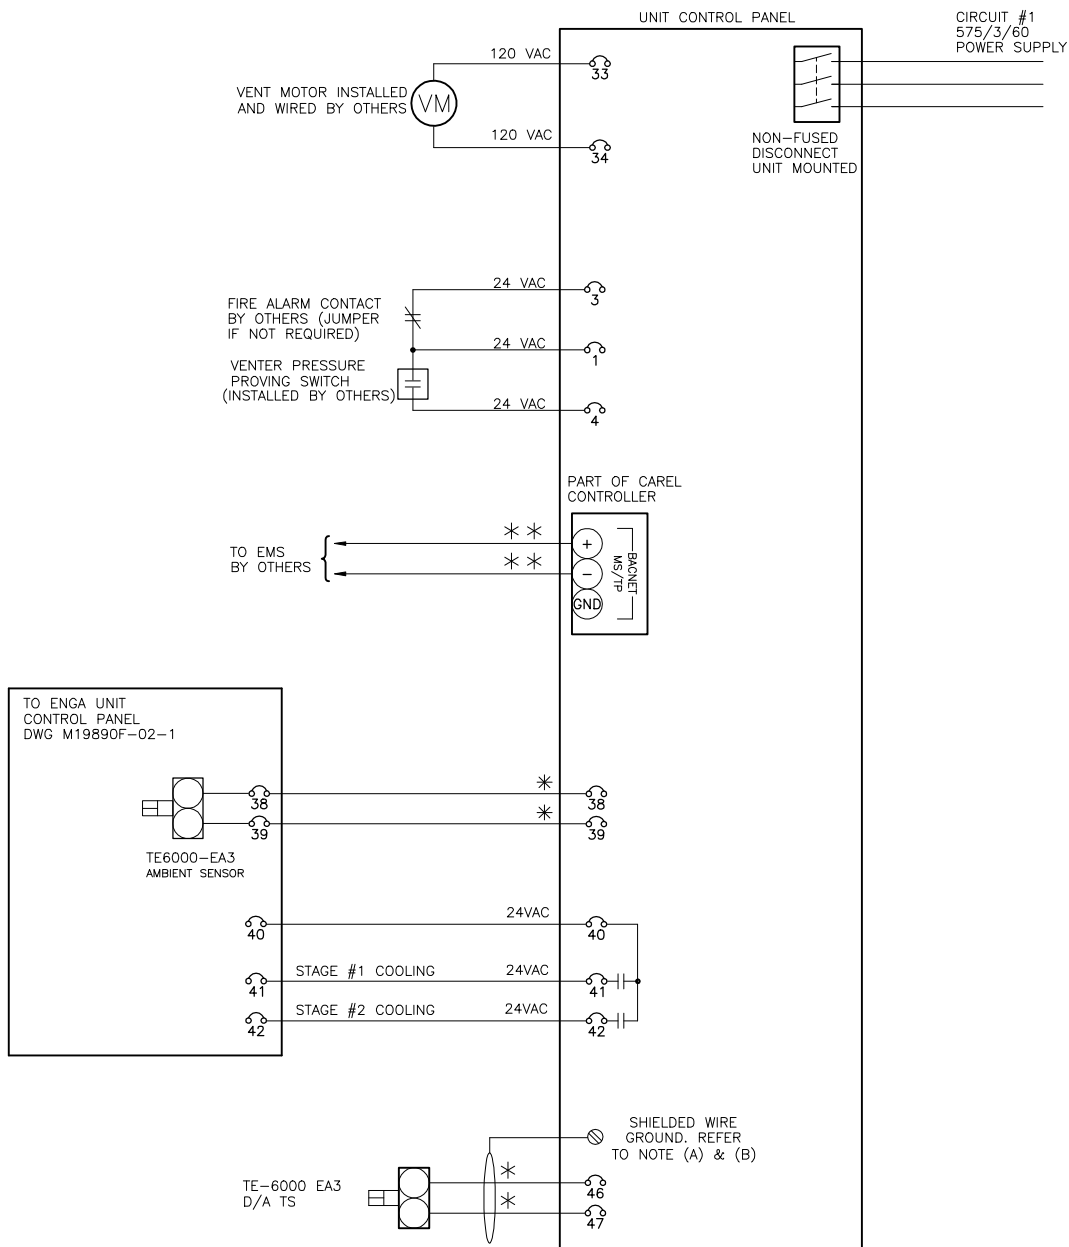 UNIT CONTROL PANEL
CIRCUIT #1
575/3/60
POWER SUPPLY
120 VAC
33
VENT MOTOR INSTALLED
AND WIRED BY OTHERS
VM
120 VAC
34
NON-FUSED
DISCONNECT
UNIT MOUNTED
24 VAC
3
FIRE ALARM CONTACT
BY OTHERS (JUMPER
IF NOT REQUIRED)
24 VAC
1
VENTER PRESSURE
PROVING SWITCH
(INSTALLED BY OTHERS)
24 VAC
4
PART OF CAREL
CONTROLLER
* *
+
TO EMS
BY OTHERS
* *
-
GND
BACNET
MS/TP
TO ENGA UNIT
CONTROL PANEL
DWG M19890F-02-1
38
*
38
39
*
39
TE6000-EA3
AMBIENT SENSOR
40
24VAC
40
41
STAGE #1 COOLING
24VAC
41
42
STAGE #2 COOLING
24VAC
42
SHIELDED WIRE
GROUND. REFER
TO NOTE (A) & (B)
TE-6000 EA3
D/A TS
*
46
*
47